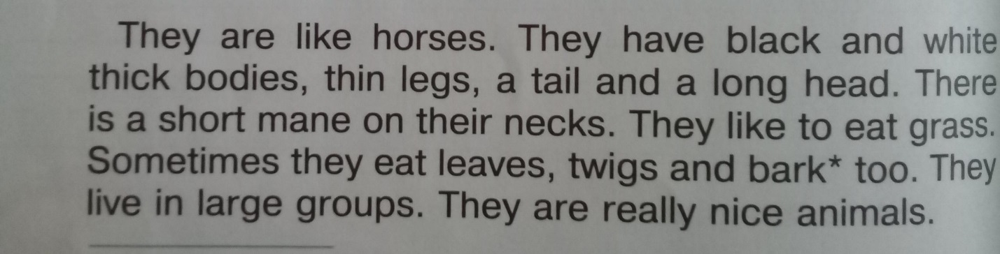 They are like horses. They have black and white
thick bodies, thin legs, a tail and a long head. There
is a short mane on their necks. They like to eat grass.
Sometimes they eat leaves, twigs and bark* too. They
live in large groups. They are really nice animals.